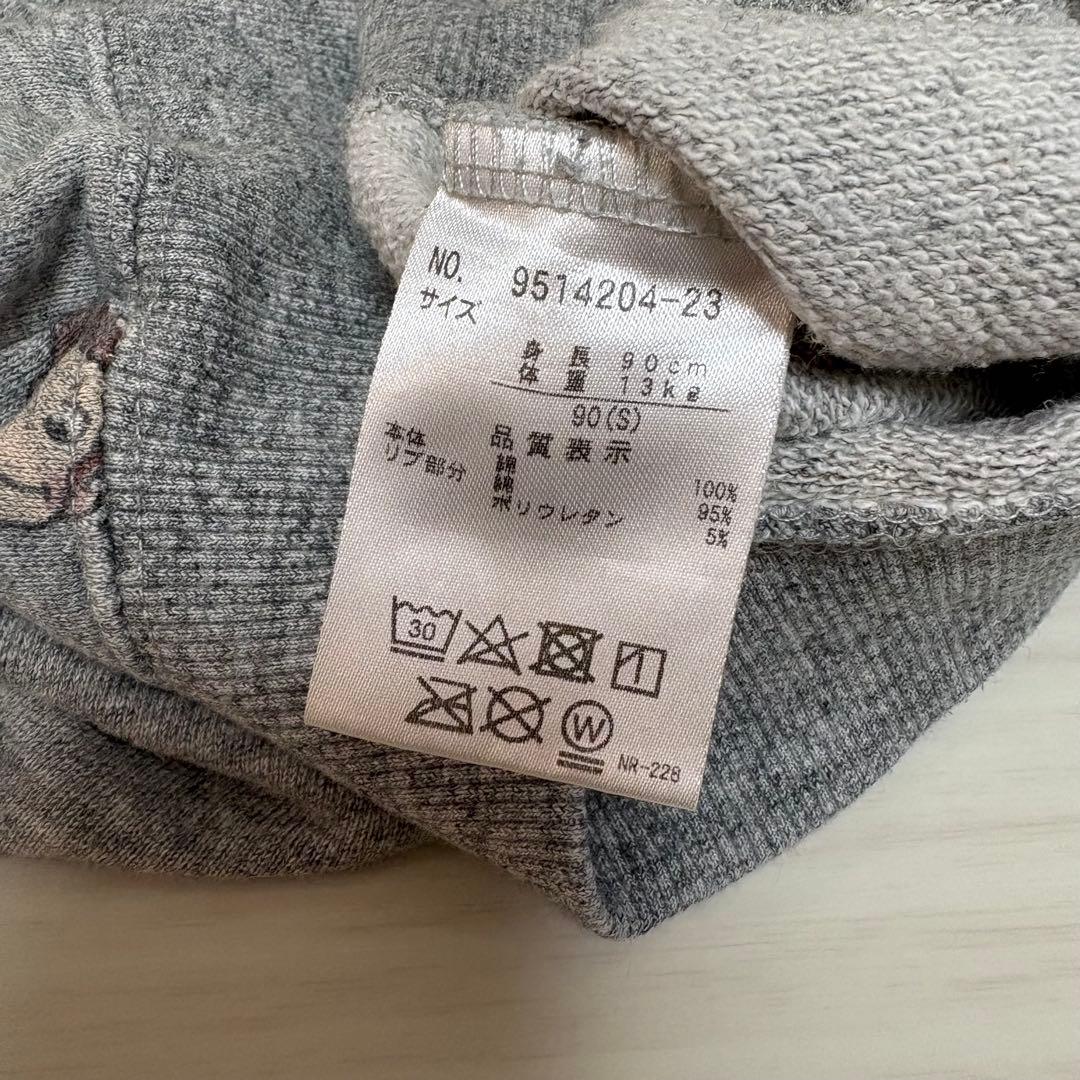 NO. 9514204-23
サイズ
身長 90cm
体重 13kg
90(S)
品質表示
本体 綿 100%
リブ部分 綿 95%
ポリウレタン 5%
30
W
NR-228